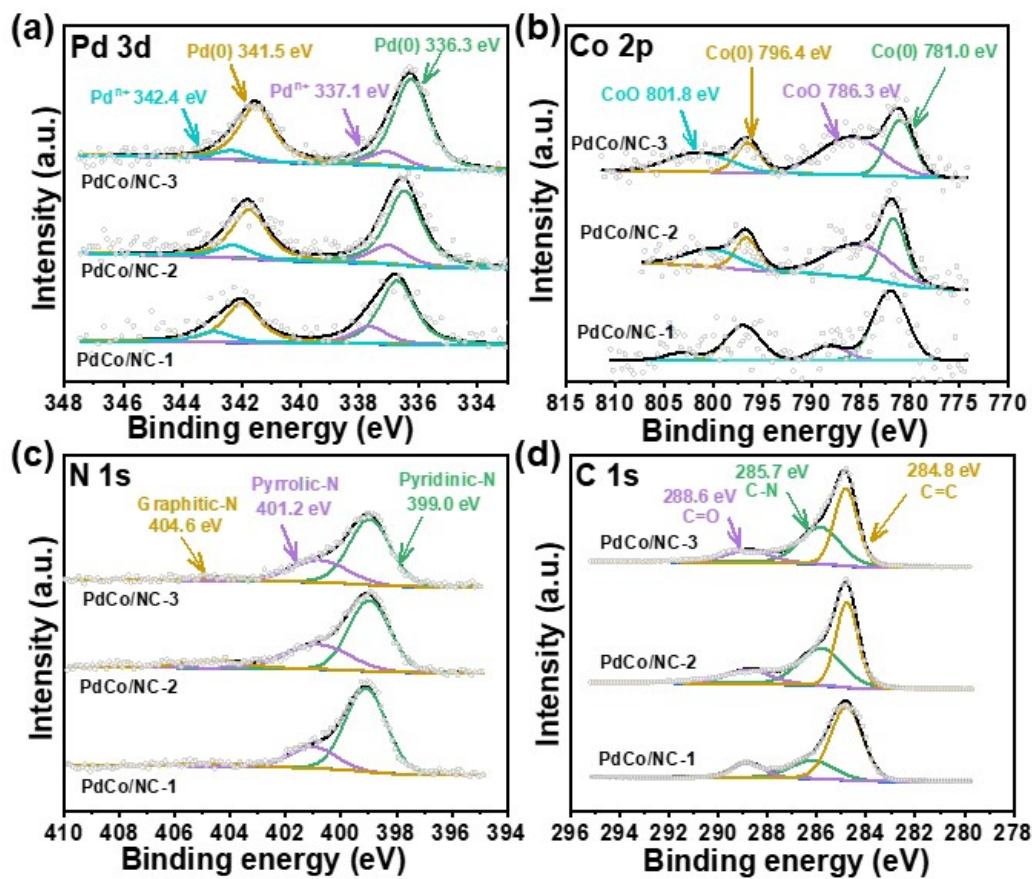 (a)
Pd 3d
Pd(0) 341.5 eV
Pd(0) 336.3 eV
Pdⁿ⁺ 342.4 eV
Pdⁿ⁺ 337.1 eV
PdCo/NC-3
PdCo/NC-2
PdCo/NC-1
Intensity (a.u.)
348 346 344 342 340 338 336 334
Binding energy (eV)
(b)
Co 2p
Co(0) 796.4 eV
Co(0) 781.0 eV
CoO 801.8 eV
CoO 786.3 eV
PdCo/NC-3
PdCo/NC-2
PdCo/NC-1
Intensity (a.u.)
815 810 805 800 795 790 785 780 775 770
Binding energy (eV)
(c)
N 1s
Graphitic-N
404.6 eV
Pyrrolic-N
401.2 eV
Pyridinic-N
399.0 eV
PdCo/NC-3
PdCo/NC-2
PdCo/NC-1
Intensity (a.u.)
410 408 406 404 402 400 398 396 394
Binding energy (eV)
(d)
C 1s
288.6 eV
C=O
285.7 eV
C-N
284.8 eV
C=C
PdCo/NC-3
PdCo/NC-2
PdCo/NC-1
Intensity (a.u.)
296 294 292 290 288 286 284 282 280 278
Binding energy (eV)